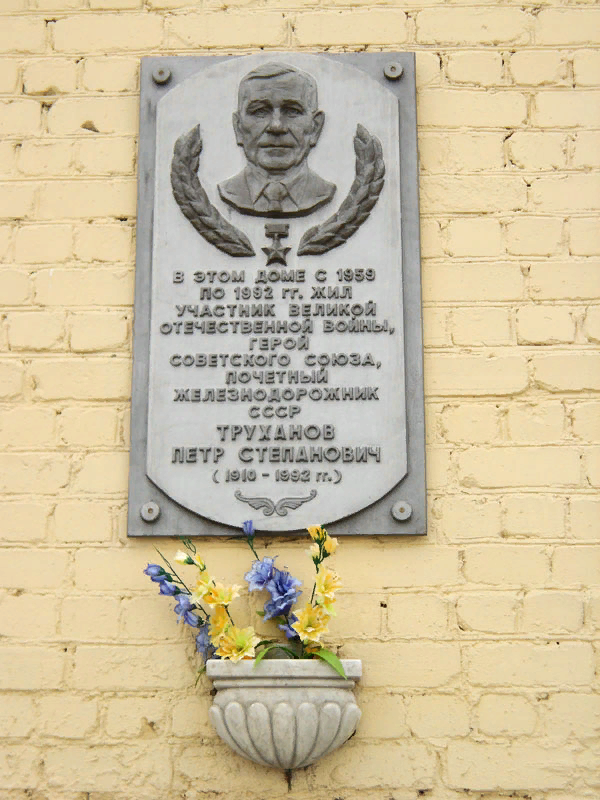 В ЭТОМ ДОМЕ С 1959
ПО 1992 гг. ЖИЛ
УЧАСТНИК ВЕЛИКОЙ
ОТЕЧЕСТВЕННОЙ ВОЙНЫ,
ГЕРОЙ
СОВЕТСКОГО СОЮЗА,
ПОЧЕТНЫЙ
ЖЕЛЕЗНОДОРОЖНИК
СССР
ТРУХАНОВ
ПЕТР СТЕПАНОВИЧ
(1910 - 1992 гг.)